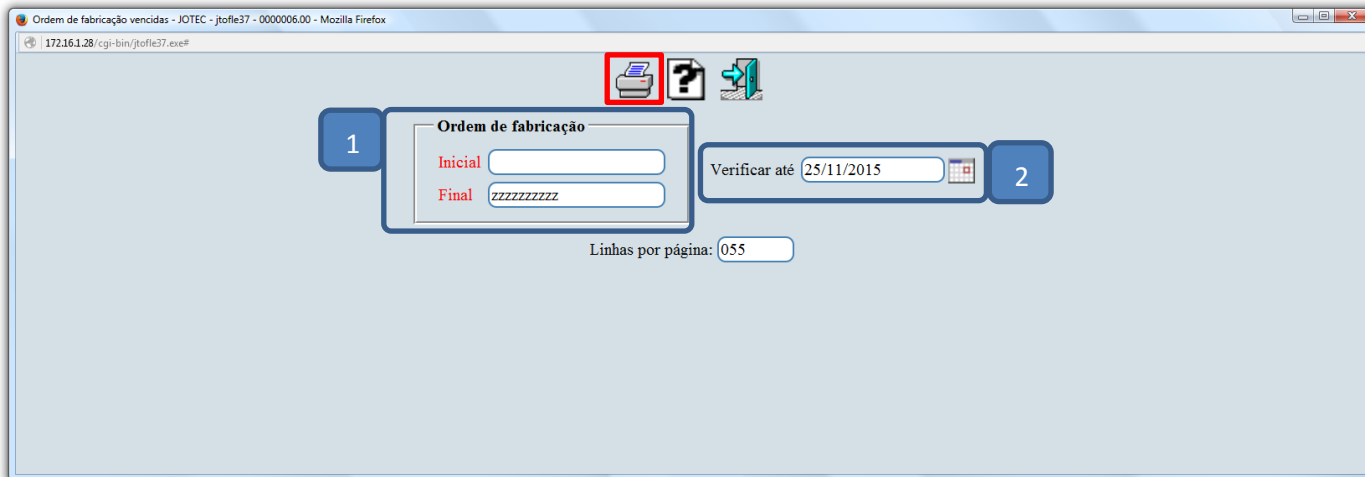 Ordem de fabricação vencidas - JOTEC - jtofle37 - 0000006.00 - Mozilla Firefox
172.16.1.28/cgi-bin/jtofle37.exe#
1
Ordem de fabricação
Inicial
Final zzzzzzzzzz
Verificar até 25/11/2015
2
Linhas por página: 055